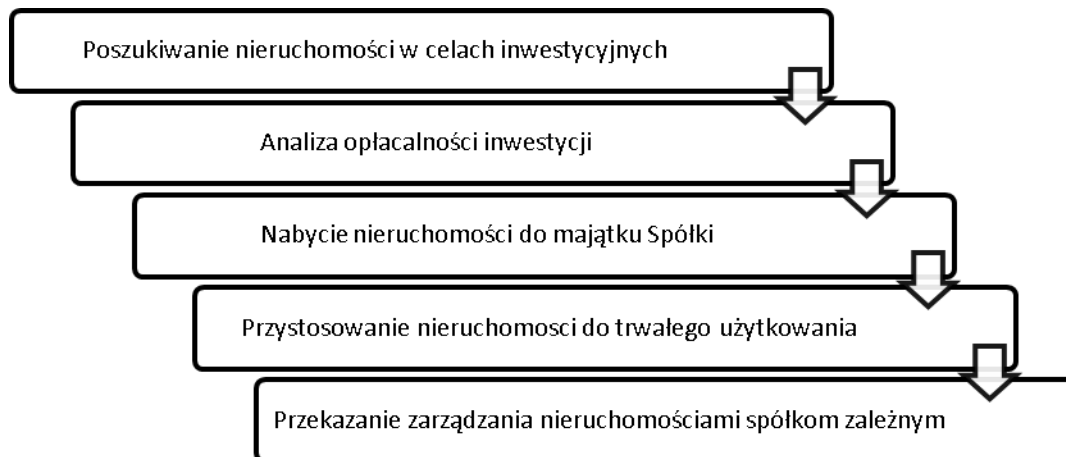 Poszukiwanie nieruchomości w celach inwestycyjnych
Analiza opłacalności inwestycji
Nabycie nieruchomości do majątku Spółki
Przystosowanie nieruchomosci do trwałego użytkowania
Przekazanie zarządzania nieruchomościami spółkom zależnym